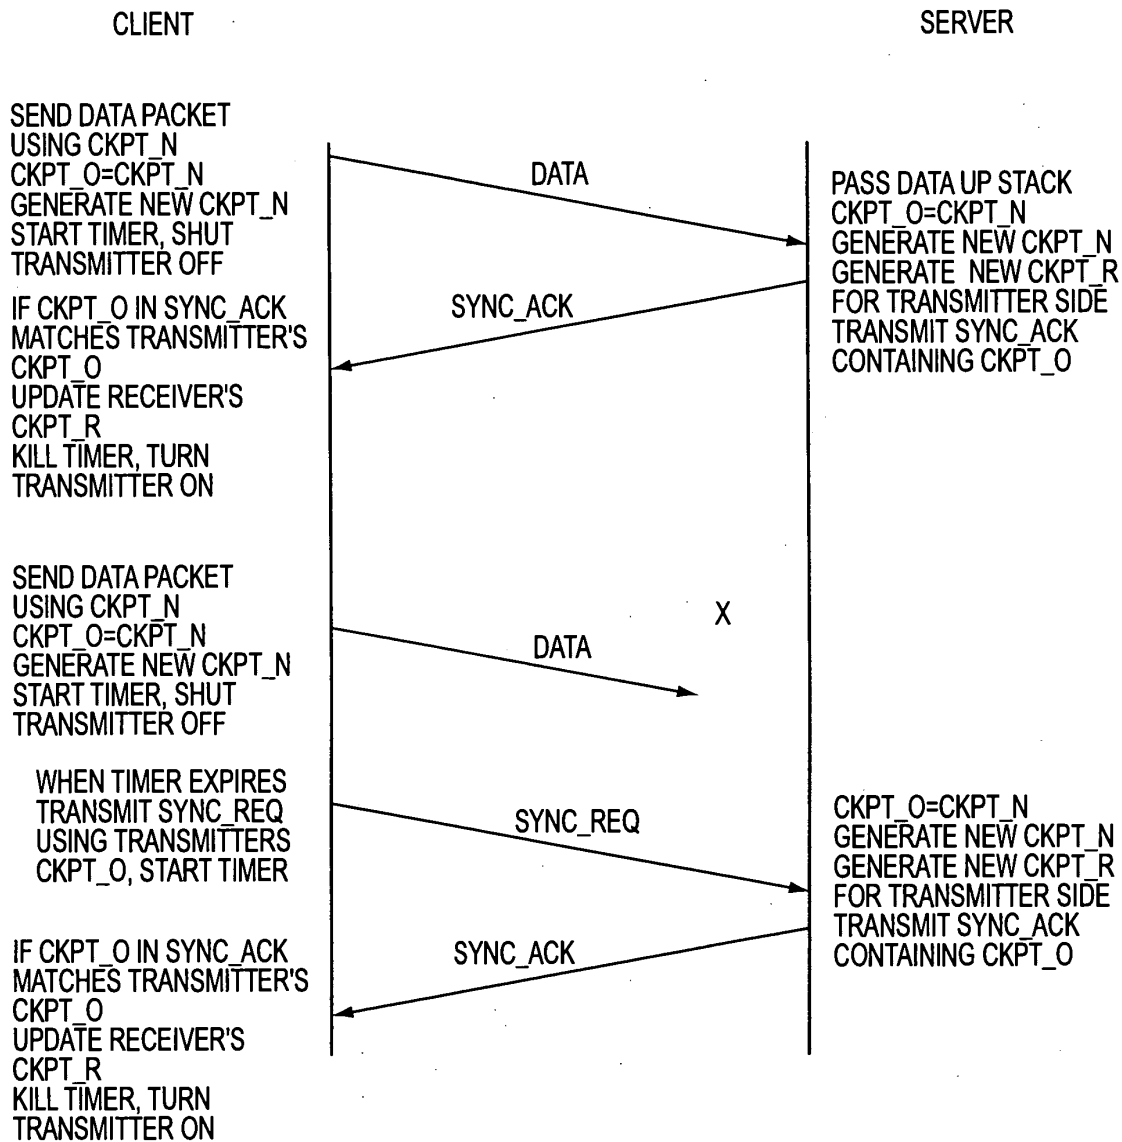 CLIENT
SERVER
SEND DATA PACKET
USING CKPT_N
CKPT_O=CKPT_N
GENERATE NEW CKPT_N
START TIMER, SHUT
TRANSMITTER OFF
DATA
PASS DATA UP STACK
CKPT_O=CKPT_N
GENERATE NEW CKPT_N
GENERATE NEW CKPT_R
FOR TRANSMITTER SIDE
TRANSMIT SYNC_ACK
CONTAINING CKPT_O
SYNC_ACK
IF CKPT_O IN SYNC_ACK
MATCHES TRANSMITTER'S
CKPT_O
UPDATE RECEIVER'S
CKPT_R
KILL TIMER, TURN
TRANSMITTER ON
SEND DATA PACKET
USING CKPT_N
CKPT_O=CKPT_N
GENERATE NEW CKPT_N
START TIMER, SHUT
TRANSMITTER OFF
DATA
X
WHEN TIMER EXPIRES
TRANSMIT SYNC_REQ
USING TRANSMITTERS
CKPT_O, START TIMER
SYNC_REQ
CKPT_O=CKPT_N
GENERATE NEW CKPT_N
GENERATE NEW CKPT_R
FOR TRANSMITTER SIDE
TRANSMIT SYNC_ACK
CONTAINING CKPT_O
SYNC_ACK
IF CKPT_O IN SYNC_ACK
MATCHES TRANSMITTER'S
CKPT_O
UPDATE RECEIVER'S
CKPT_R
KILL TIMER, TURN
TRANSMITTER ON